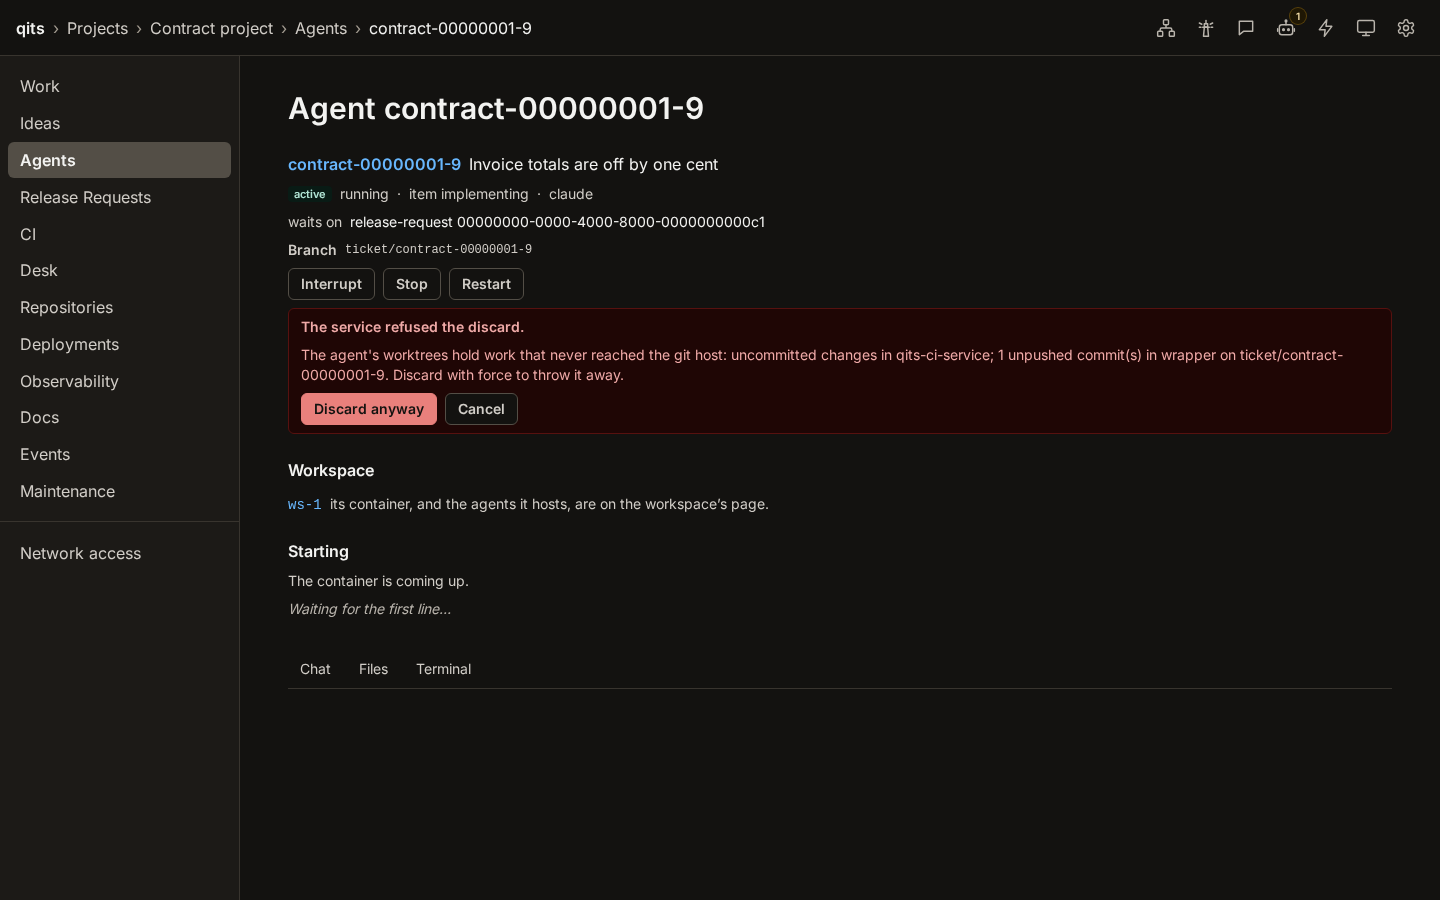 qits › Projects › Contract project › Agents › contract-00000001-9
1
Work
Ideas
Agents
Release Requests
CI
Desk
Repositories
Deployments
Observability
Docs
Events
Maintenance
Network access
Agent contract-00000001-9
contract-00000001-9 Invoice totals are off by one cent
active running · item implementing · claude
waits on release-request 00000000-0000-4000-8000-0000000000c1
Branch ticket/contract-00000001-9
Interrupt Stop Restart
The service refused the discard.
The agent's worktrees hold work that never reached the git host: uncommitted changes in qits-ci-service; 1 unpushed commit(s) in wrapper on ticket/contract-
00000001-9. Discard with force to throw it away.
Discard anyway Cancel
Workspace
ws-1 its container, and the agents it hosts, are on the workspace’s page.
Starting
The container is coming up.
Waiting for the first line…
Chat Files Terminal